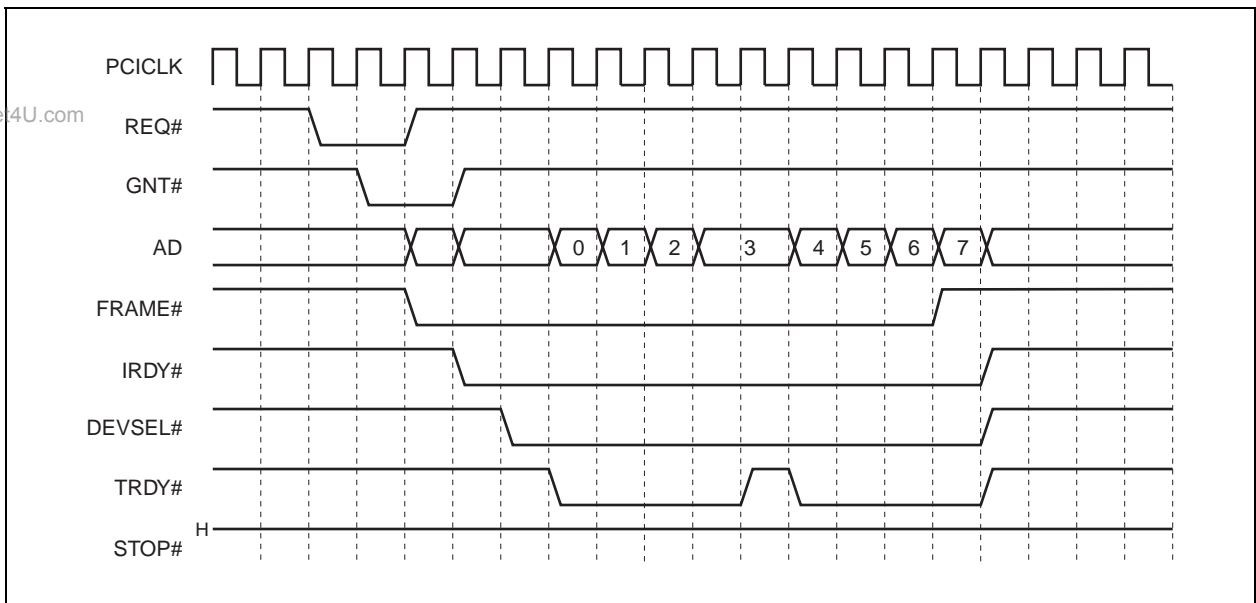 PCICLK
et4U.com
REQ#
GNT#
AD
0 1 2 3 4 5 6 7
FRAME#
IRDY#
DEVSEL#
TRDY#
H
STOP#